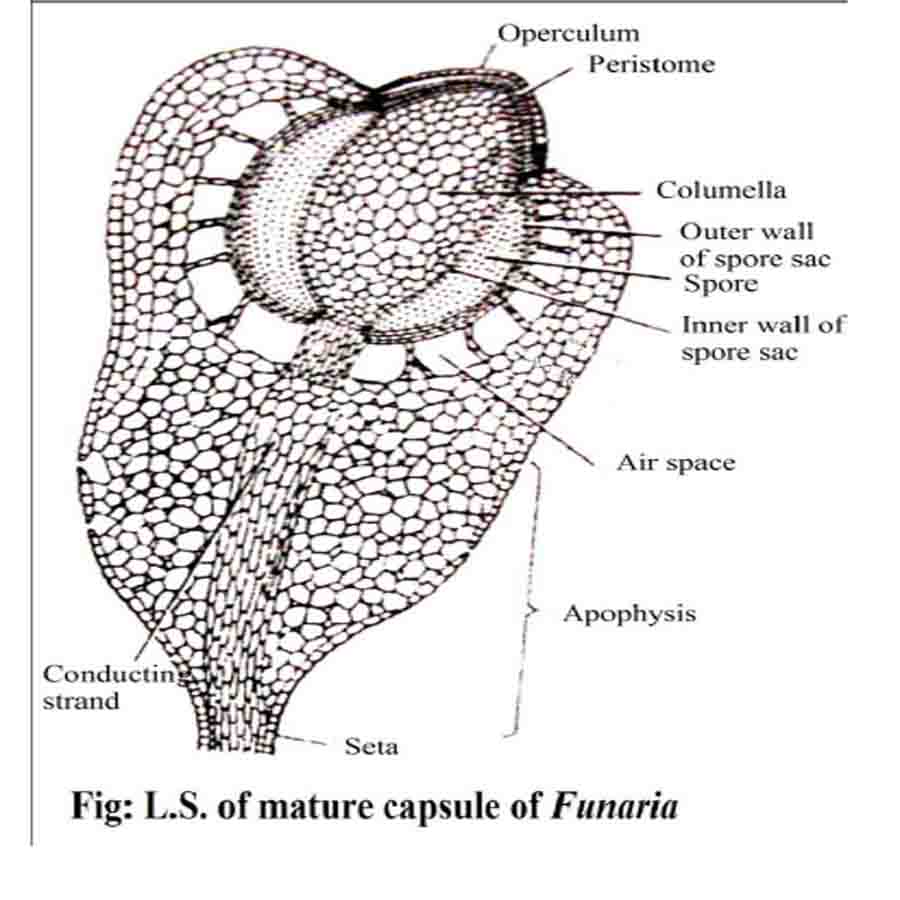 Operculum
Peristome
Columella
Outer wall
of spore sac
Spore
Inner wall of
spore sac
Air space
Apophysis
Conducting
strand
Seta
Fig: L.S. of mature capsule of Funaria